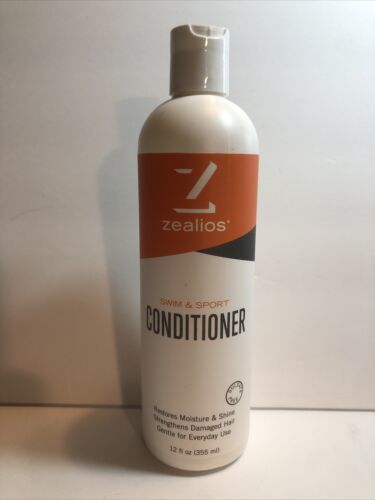 Z
zealios®
SWIM & SPORT
CONDITIONER
Restores Moisture & Shine
Strengthens Damaged Hair
Gentle for Everyday Use
12 fl oz (355 ml)